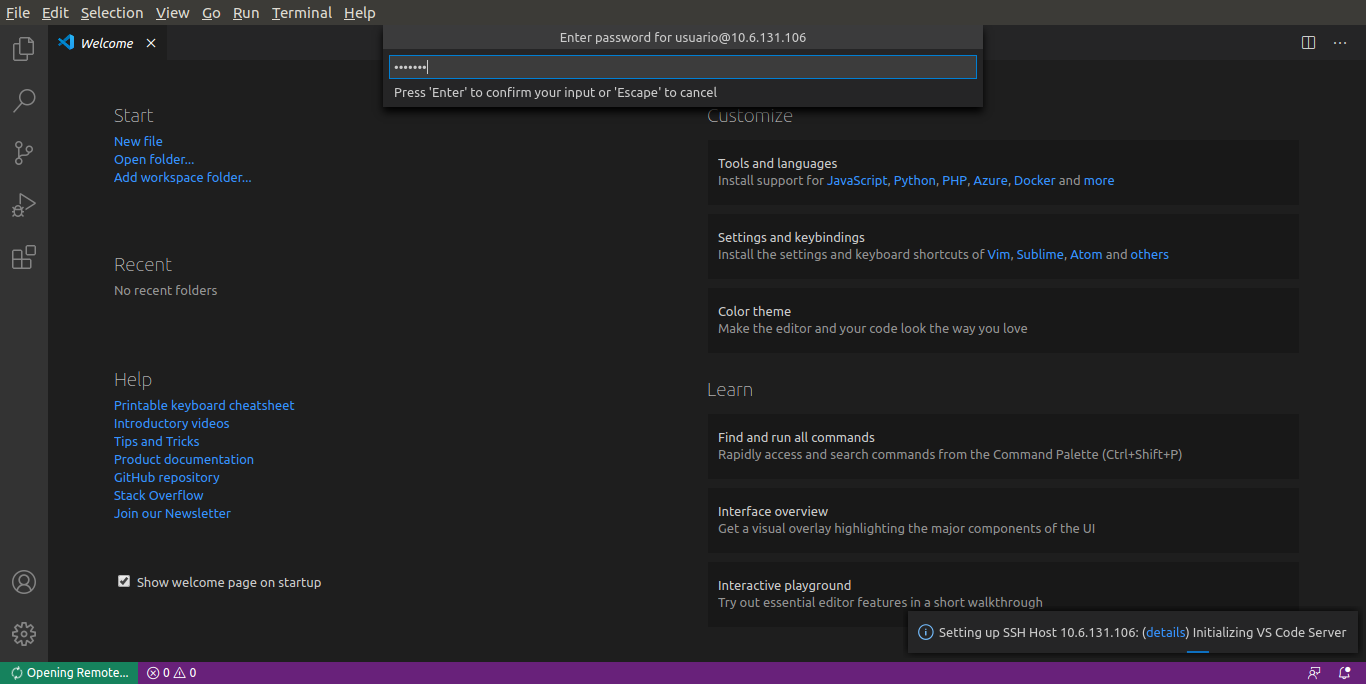 File Edit Selection View Go Run Terminal Help
Welcome
Enter password for usuario@10.6.131.106
•••••••
Press 'Enter' to confirm your input or 'Escape' to cancel
Start
New file
Open folder...
Add workspace folder...
Recent
No recent folders
Help
Printable keyboard cheatsheet
Introductory videos
Tips and Tricks
Product documentation
GitHub repository
Stack Overflow
Join our Newsletter
Show welcome page on startup
Customize
Tools and languages
Install support for JavaScript, Python, PHP, Azure, Docker and more
Settings and keybindings
Install the settings and keyboard shortcuts of Vim, Sublime, Atom and others
Color theme
Make the editor and your code look the way you love
Learn
Find and run all commands
Rapidly access and search commands from the Command Palette (Ctrl+Shift+P)
Interface overview
Get a visual overlay highlighting the major components of the UI
Interactive playground
Try out essential editor features in a short walkthrough
Setting up SSH Host 10.6.131.106: (details) Initializing VS Code Server
Opening Remote... 0 0